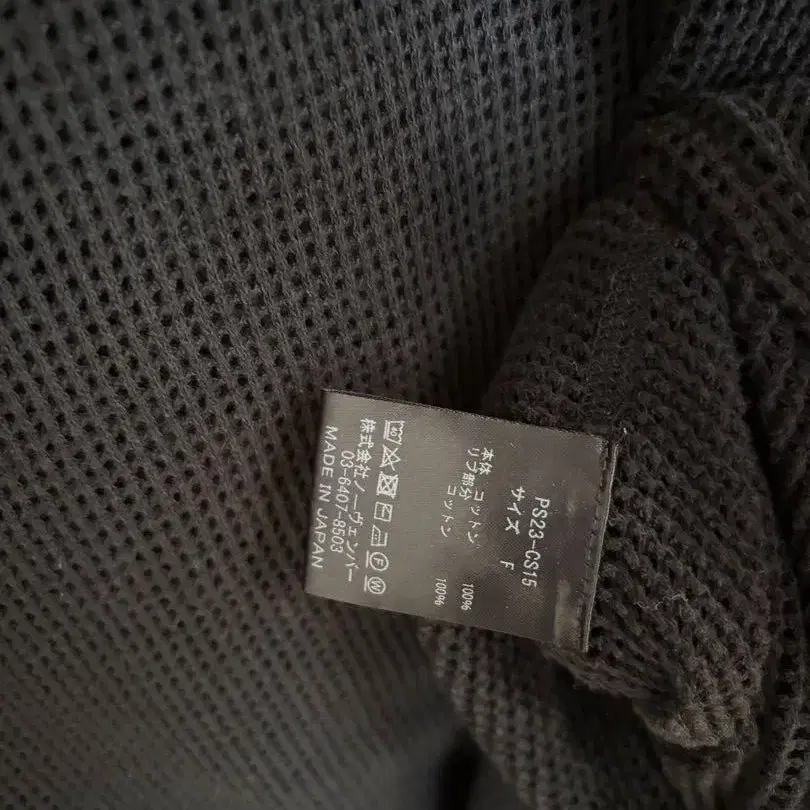 PS23-CS15
サイズ F
本体 コットン 100%
リブ部分 コットン 100%
株式会社ノーヴェンバー
03-6407-8503
MADE IN JAPAN